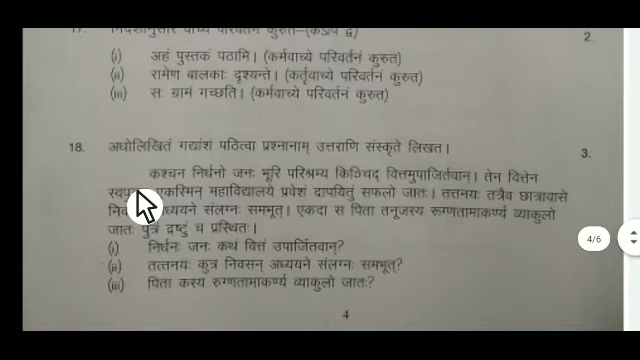 17. निर्देशानुसारं वाच्य परिवर्तनं कुरुत–(केऽपि द्वे) 2
(i) अहं पुस्तकं पठामि। (कर्मवाच्ये परिवर्तनं कुरुत)
(ii) रामेण बालकाः दृश्यन्ते। (कर्तृवाच्ये परिवर्तनं कुरुत)
(iii) सः ग्रामं गच्छति। (कर्मवाच्ये परिवर्तनं कुरुत)
18. अधोलिखितं गद्यांशं पठित्वा प्रश्नानाम् उत्तराणि संस्कृते लिखत। 3.
कश्चन निर्धनो जनः भूरि परिश्रम्य किञ्चिद् वित्तमुपार्जितवान्। तेन वित्तेन
एकस्मिन् महाविद्यालये प्रवेशं दापयितुं सफलो जातः। तत्तनयः तत्रैव छात्रावासे
संलग्नः समभूत्। एकदा स पिता तनूजस्य रूग्णतामाकर्ण्य व्याकुलो
जातः पुत्रं द्रष्टुं च प्रस्थितः।
(i) निर्धनः जनः कथं वित्तं उपार्जितवान्?
(ii) तत्तनयः कुत्र निवसन् अध्ययने संलग्नः समभूत्?
(iii) पिता कस्य रुग्णतामाकर्ण्य व्याकुलो जातः?
4
4/6